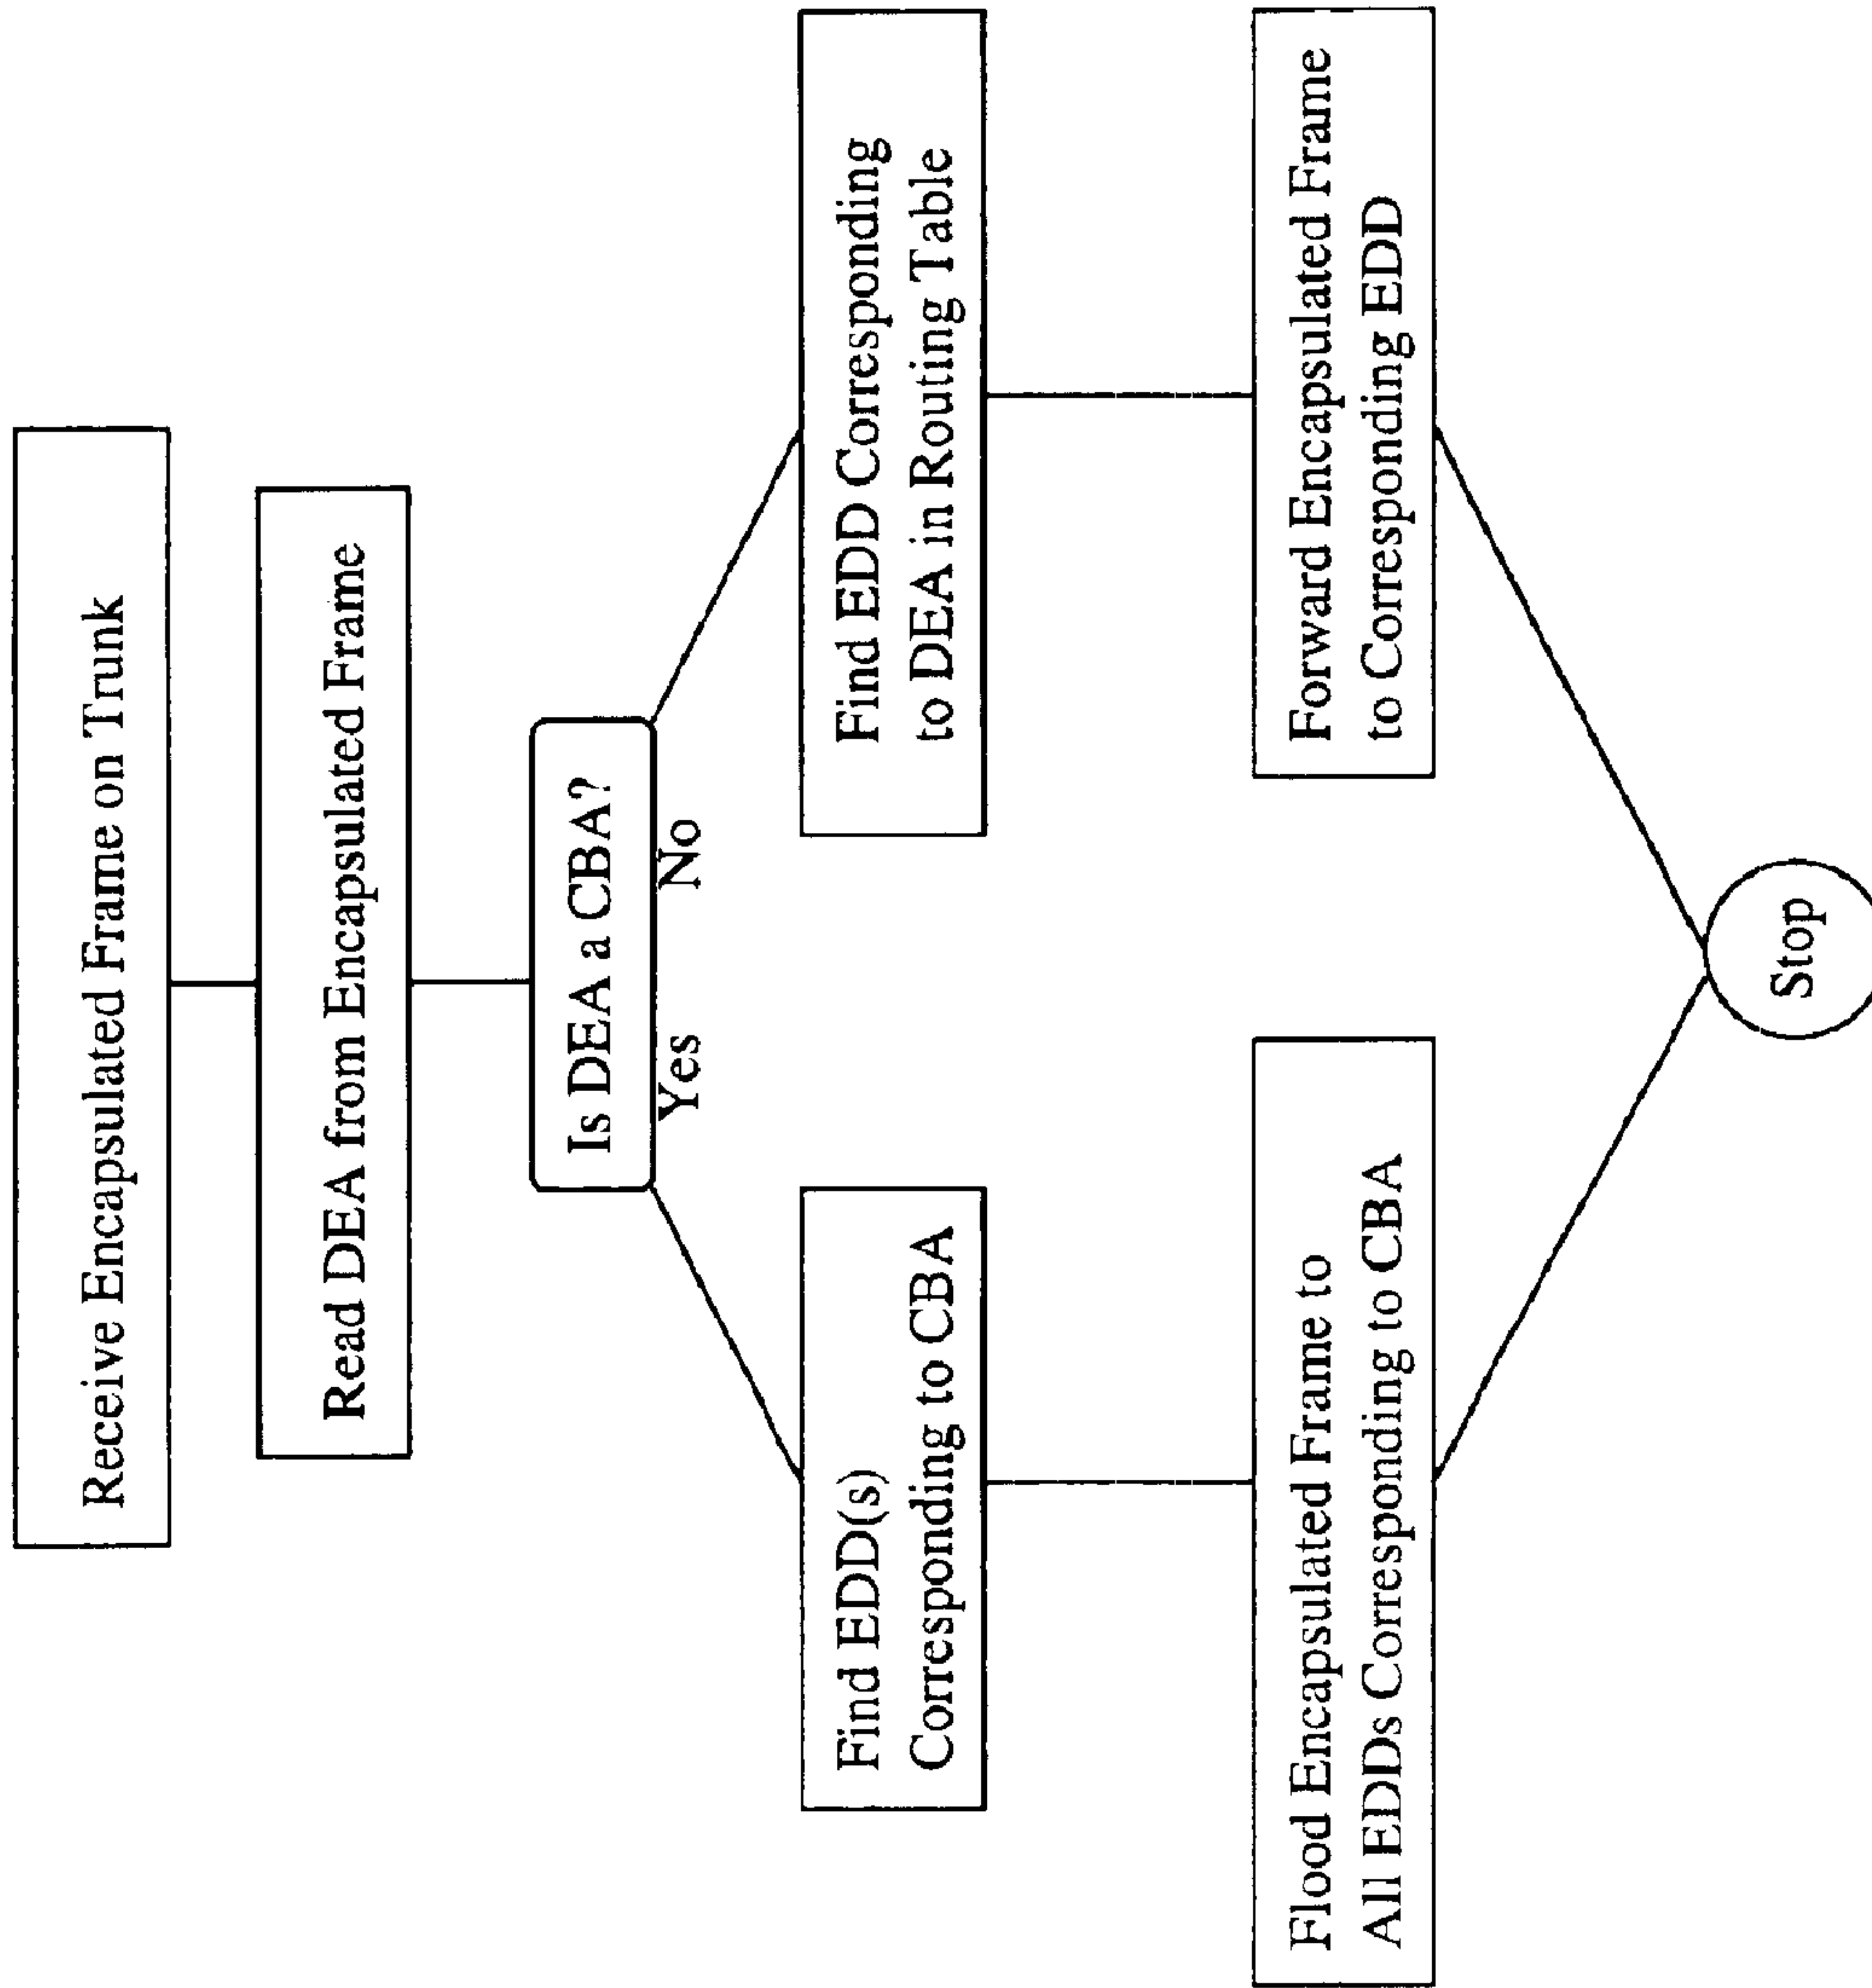 Receive Encapsulated Frame on Trunk
Read DEA from Encapsulated Frame
Is DEA a CBA?
Yes
No
Find EDD(s)
Corresponding to CBA
Find EDD Corresponding
to DEA in Routing Table
Flood Encapsulated Frame to
All EDDs Corresponding to CBA
Forward Encapsulated Frame
to Corresponding EDD
Stop